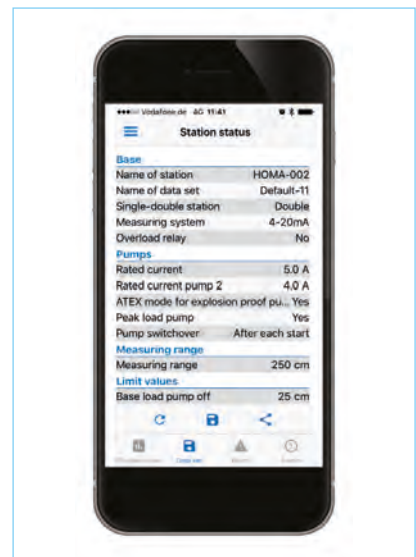 Vodafone.de 4G 11:41
Station status
Base
Name of station HOMA-002
Name of data set Default-11
Single-double station Double
Measuring system 4-20mA
Overload relay No
Pumps
Rated current 5.0 A
Rated current pump 2 4.0 A
ATEX mode for explosion proof pu... Yes
Peak load pump Yes
Pump switchover After each start
Measuring range
Measuring range 250 cm
Limit values
Base load pump off 25 cm